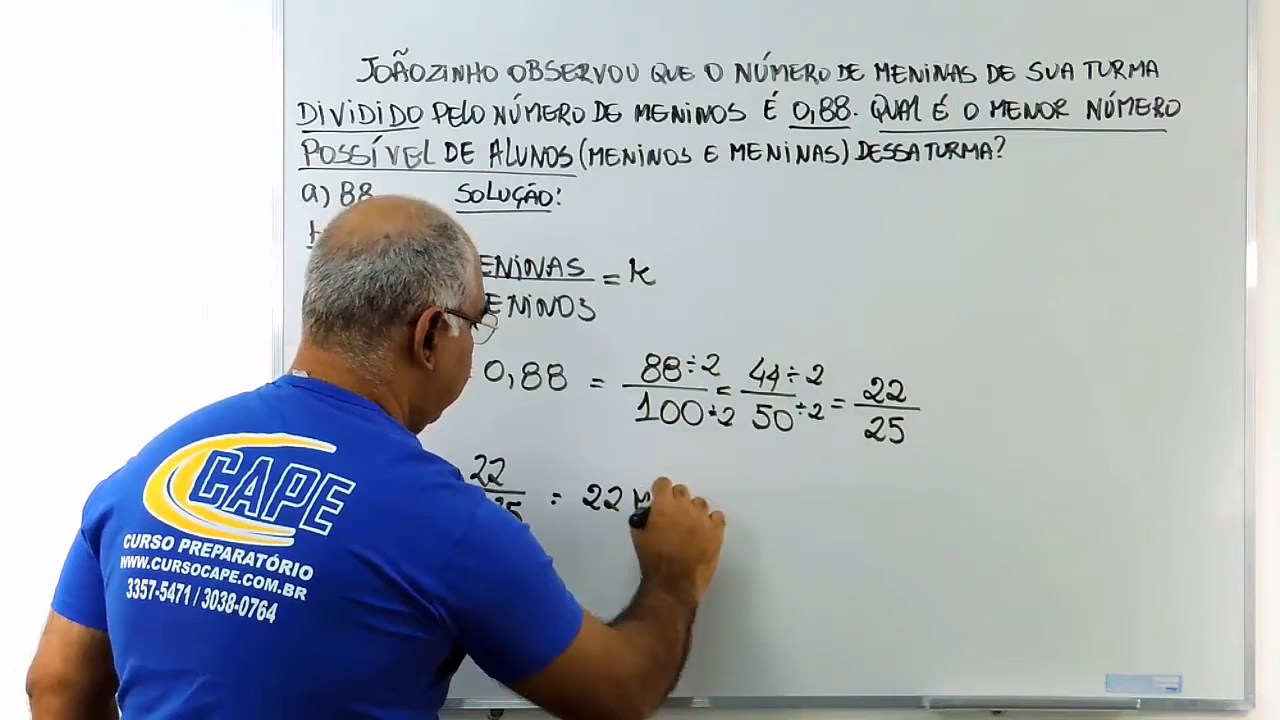 JOÃOZINHO OBSERVOU QUE O NÚMERO DE MENINAS DE SUA TURMA
DIVIDIDO PELO NÚMERO DE MENINOS É 0,88. QUAL É O MENOR NÚMERO
POSSÍVEL DE ALUNOS (MENINOS E MENINAS) DESSA TURMA?
a) 88 SOLUÇÃO:
ENINAS = K
ENINOS
0,88 = 88÷2 = 44÷2 = 22
100÷2 50÷2 25
22 = 22 M
25
CAPE
CURSO PREPARATÓRIO
WWW.CURSOCAPE.COM.BR
3357-5471 / 3038-0764